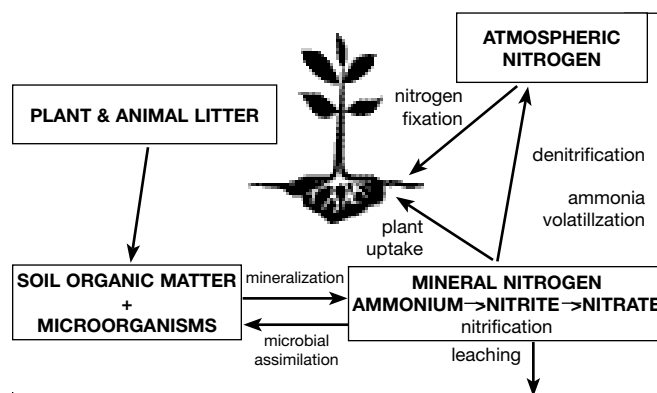 ATMOSPHERIC
NITROGEN
PLANT & ANIMAL LITTER
nitrogen
fixation
denitrification
ammonia
volatillzation
plant
uptake
SOIL ORGANIC MATTER
+
MICROORGANISMS
mineralization
microbial
assimilation
MINERAL NITROGEN
AMMONIUM→NITRITE→NITRATE
nitrification
leaching